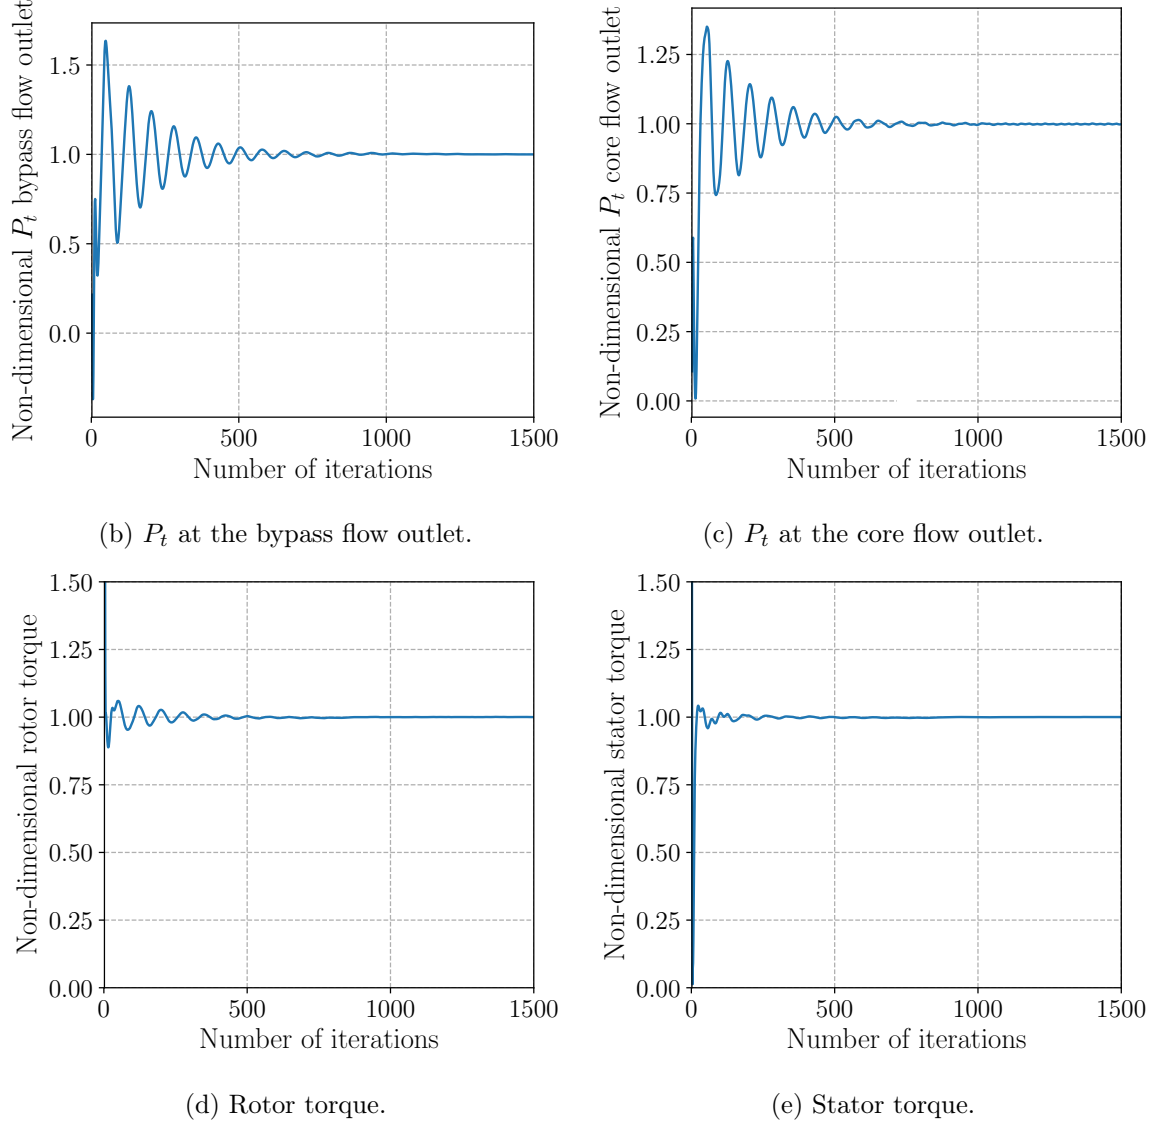 Non-dimensional P_t bypass flow outlet
1.5
1.0
0.5
0.0
0 500 1000 1500
Number of iterations
(b) P_t at the bypass flow outlet.
Non-dimensional P_t core flow outlet
1.25
1.00
0.75
0.50
0.25
0.00
0 500 1000 1500
Number of iterations
(c) P_t at the core flow outlet.
Non-dimensional rotor torque
1.50
1.25
1.00
0.75
0.50
0.25
0.00
0 500 1000 1500
Number of iterations
(d) Rotor torque.
Non-dimensional stator torque
1.50
1.25
1.00
0.75
0.50
0.25
0.00
0 500 1000 1500
Number of iterations
(e) Stator torque.